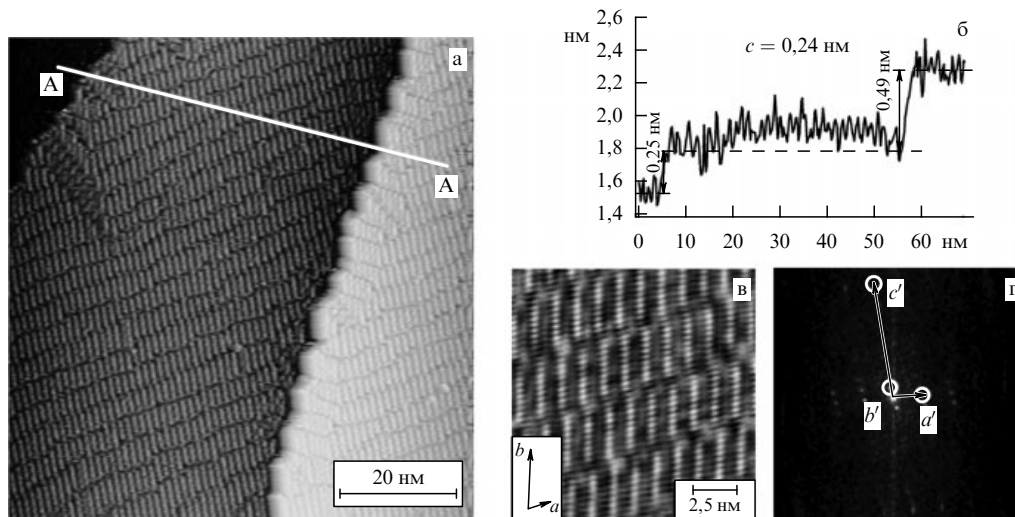 а
A
A
20 нм
б
нм
2,6
2,4
2,2
2,0
1,8
1,6
1,4
c = 0,24 нм
0,25 нм
0,49 нм
0
10
20
30
40
50
60
нм
в
b
a
2,5 нм
г
c′
b′
a′